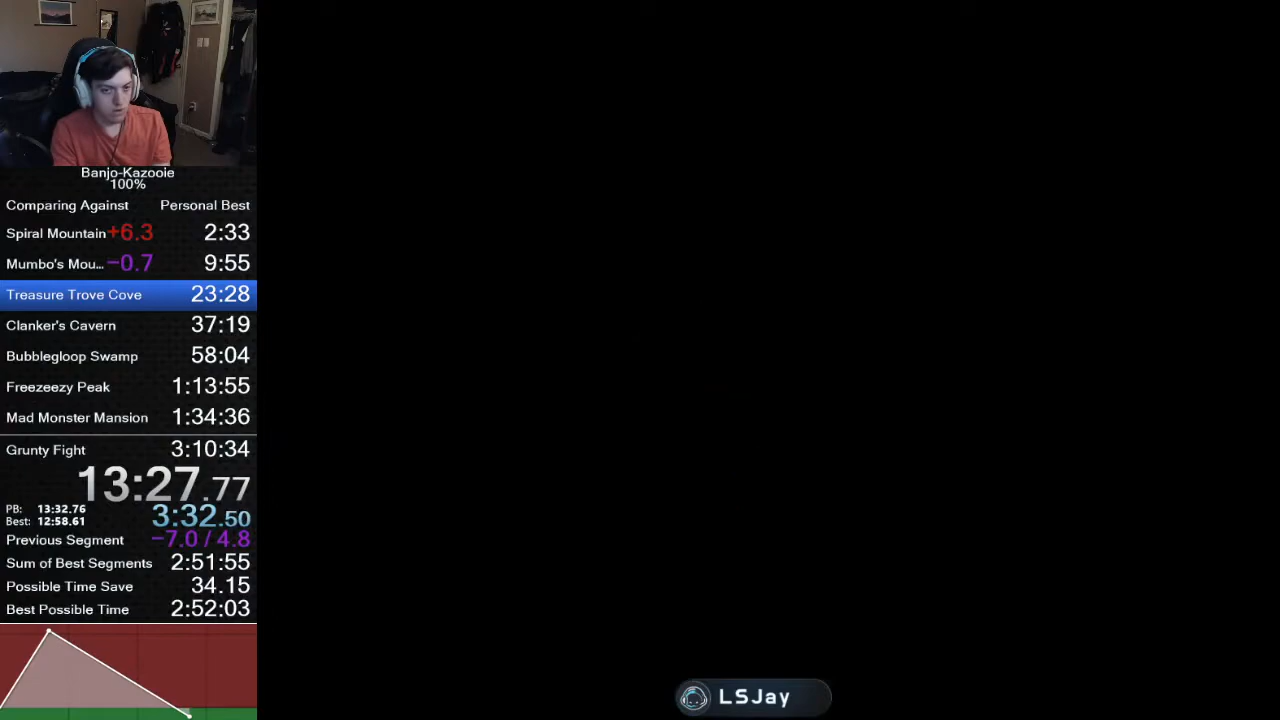 Banjo-Kazooie
100%
Comparing Against Personal Best
Spiral Mountain +6.3 2:33
Mumbo's Mou... −0.7 9:55
Treasure Trove Cove 23:28
Clanker's Cavern 37:19
Bubblegloop Swamp 58:04
Freezeezy Peak 1:13:55
Mad Monster Mansion 1:34:36
Grunty Fight 3:10:34
13:27.77
PB: 13:32.76 3:32.50
Best: 12:58.61
Previous Segment −7.0 / 4.8
Sum of Best Segments 2:51:55
Possible Time Save 34.15
Best Possible Time 2:52:03
LSJay